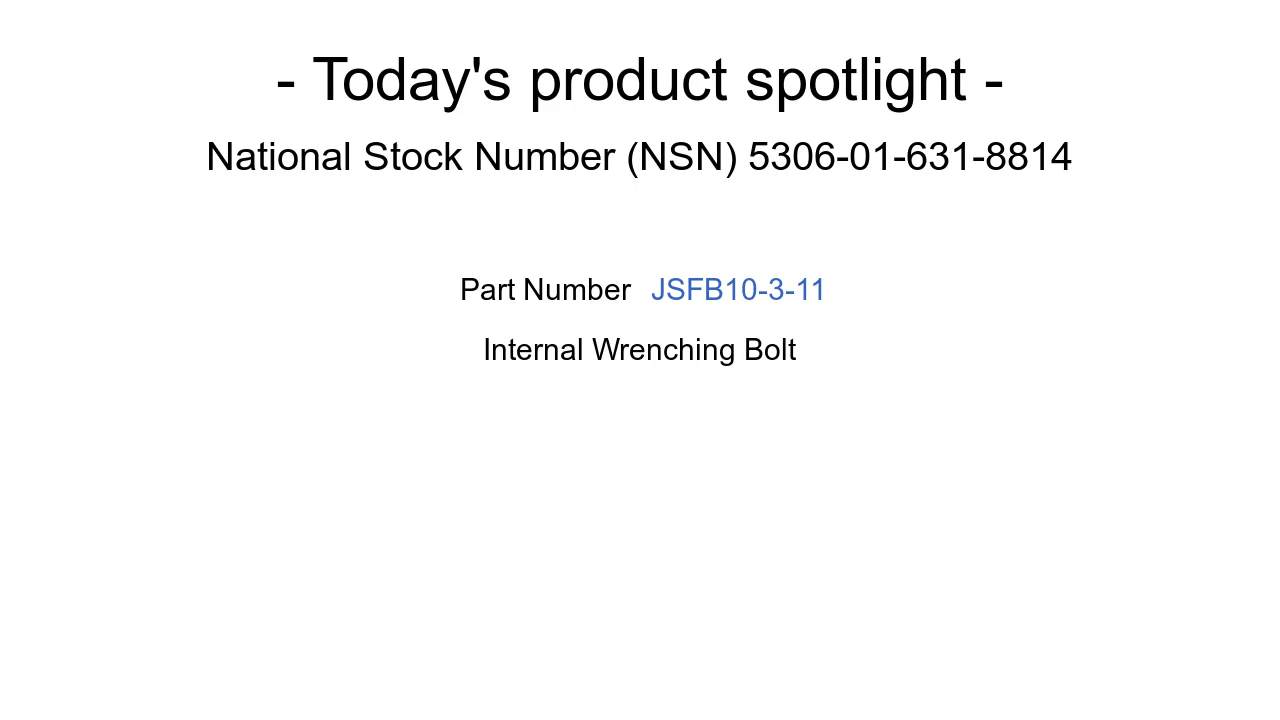 - Today's product spotlight -
National Stock Number (NSN) 5306-01-631-8814
Part Number JSFB10-3-11
Internal Wrenching Bolt